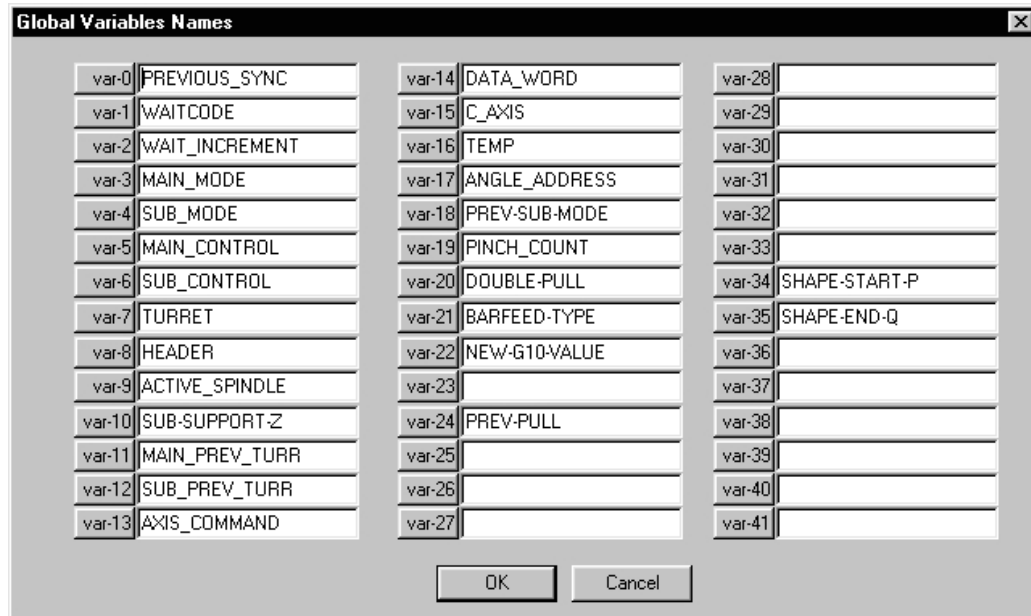 Global Variables Names
var-0 PREVIOUS_SYNC
var-1 WAITCODE
var-2 WAIT_INCREMENT
var-3 MAIN_MODE
var-4 SUB_MODE
var-5 MAIN_CONTROL
var-6 SUB_CONTROL
var-7 TURRET
var-8 HEADER
var-9 ACTIVE_SPINDLE
var-10 SUB-SUPPORT-Z
var-11 MAIN_PREV_TURR
var-12 SUB_PREV_TURR
var-13 AXIS_COMMAND
var-14 DATA_WORD
var-15 C_AXIS
var-16 TEMP
var-17 ANGLE_ADDRESS
var-18 PREV-SUB-MODE
var-19 PINCH_COUNT
var-20 DOUBLE-PULL
var-21 BARFEED-TYPE
var-22 NEW-G10-VALUE
var-23
var-24 PREV-PULL
var-25
var-26
var-27
var-28
var-29
var-30
var-31
var-32
var-33
var-34 SHAPE-START-P
var-35 SHAPE-END-Q
var-36
var-37
var-38
var-39
var-40
var-41
OK Cancel